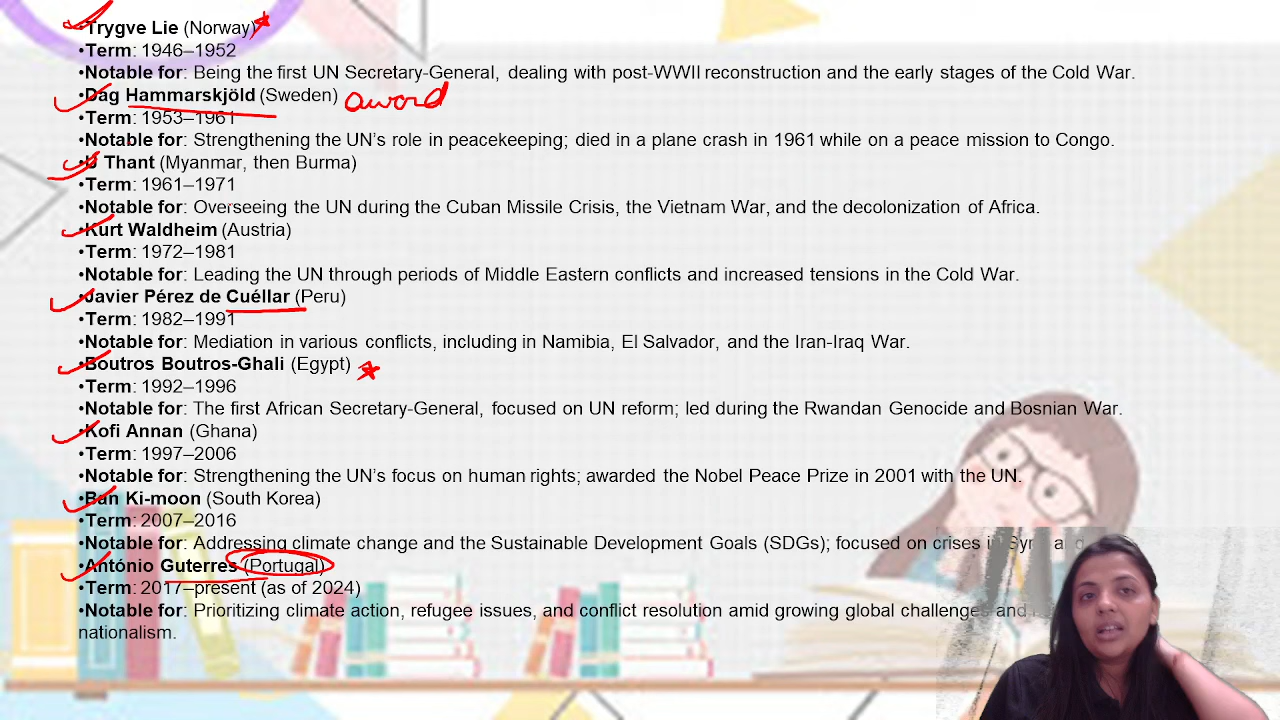 •Trygve Lie (Norway)
•Term: 1946–1952
•Notable for: Being the first UN Secretary-General, dealing with post-WWII reconstruction and the early stages of the Cold War.
•Dag Hammarskjöld (Sweden) award
•Term: 1953–1961
•Notable for: Strengthening the UN's role in peacekeeping; died in a plane crash in 1961 while on a peace mission to Congo.
•U Thant (Myanmar, then Burma)
•Term: 1961–1971
•Notable for: Overseeing the UN during the Cuban Missile Crisis, the Vietnam War, and the decolonization of Africa.
•Kurt Waldheim (Austria)
•Term: 1972–1981
•Notable for: Leading the UN through periods of Middle Eastern conflicts and increased tensions in the Cold War.
•Javier Pérez de Cuéllar (Peru)
•Term: 1982–1991
•Notable for: Mediation in various conflicts, including in Namibia, El Salvador, and the Iran-Iraq War.
•Boutros Boutros-Ghali (Egypt)
•Term: 1992–1996
•Notable for: The first African Secretary-General, focused on UN reform; led during the Rwandan Genocide and Bosnian War.
•Kofi Annan (Ghana)
•Term: 1997–2006
•Notable for: Strengthening the UN's focus on human rights; awarded the Nobel Peace Prize in 2001 with the UN.
•Ban Ki-moon (South Korea)
•Term: 2007–2016
•Notable for: Addressing climate change and the Sustainable Development Goals (SDGs); focused on crises in Syria and
•António Guterres (Portugal)
•Term: 2017–present (as of 2024)
•Notable for: Prioritizing climate action, refugee issues, and conflict resolution amid growing global challenges and
nationalism.